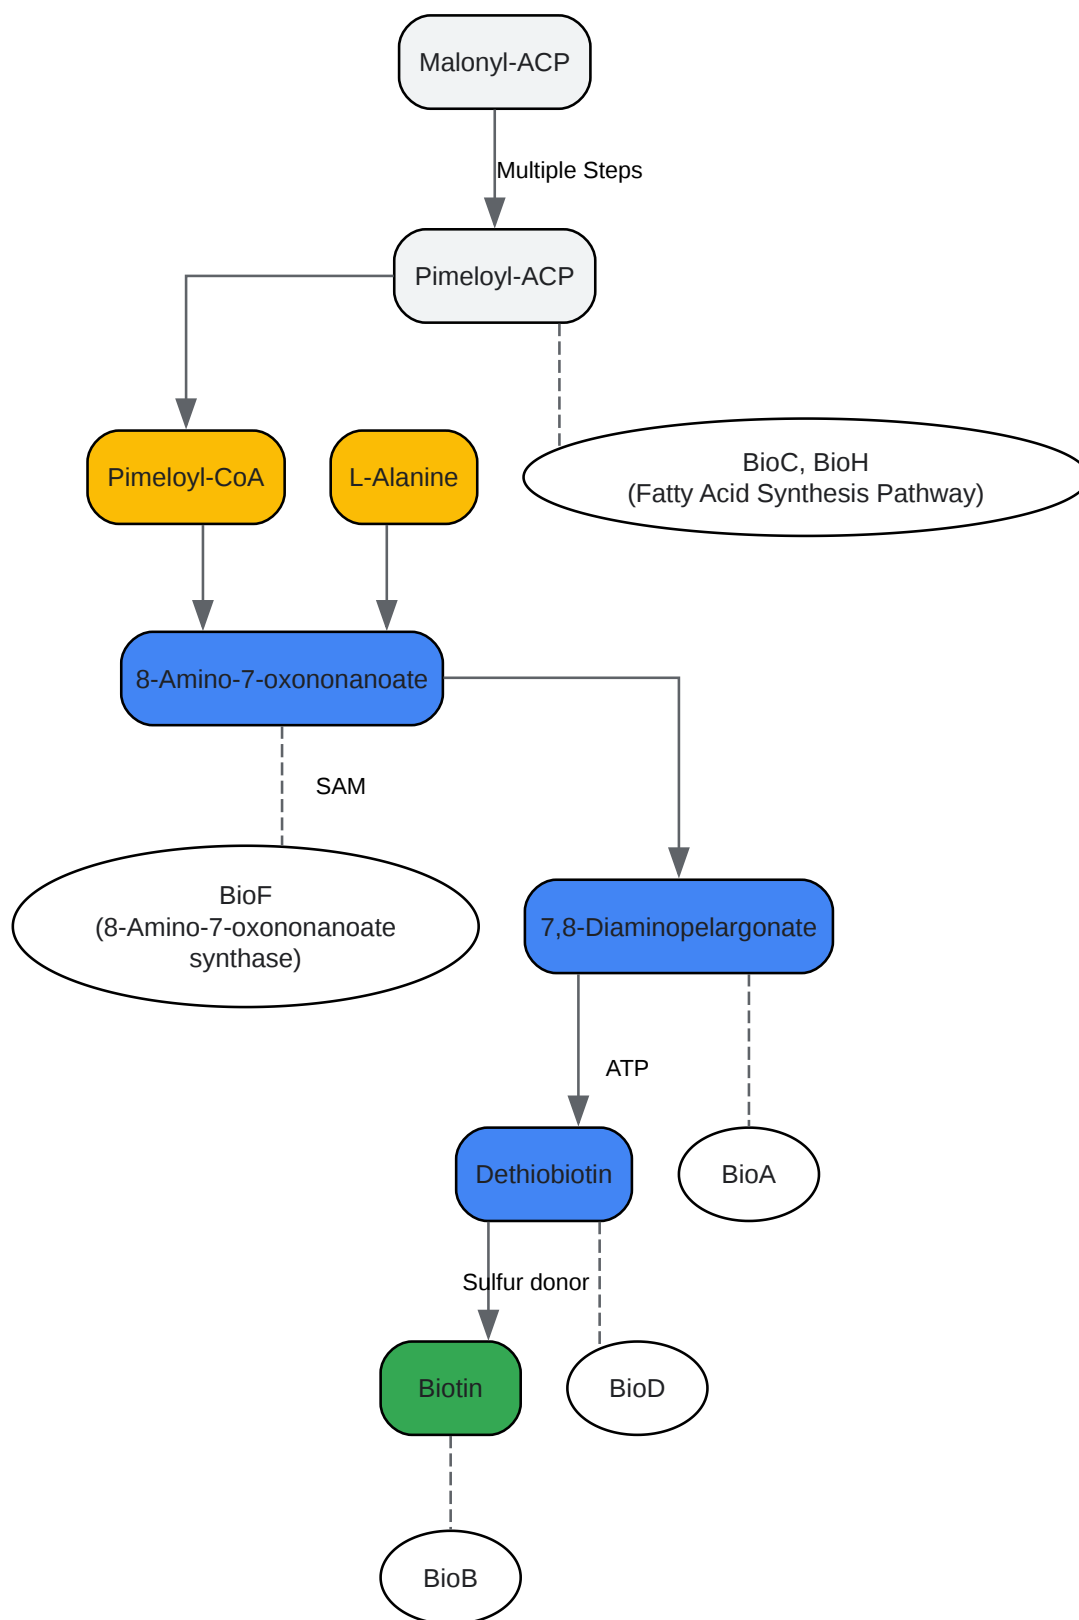 Malonyl-ACP
Multiple Steps
Pimeloyl-ACP
Pimeloyl-CoA
L-Alanine
BioC, BioH
(Fatty Acid Synthesis Pathway)
8-Amino-7-oxononanoate
SAM
BioF
(8-Amino-7-oxononanoate
synthase)
7,8-Diaminopelargonate
ATP
Dethiobiotin
BioA
Sulfur donor
Biotin
BioD
BioB